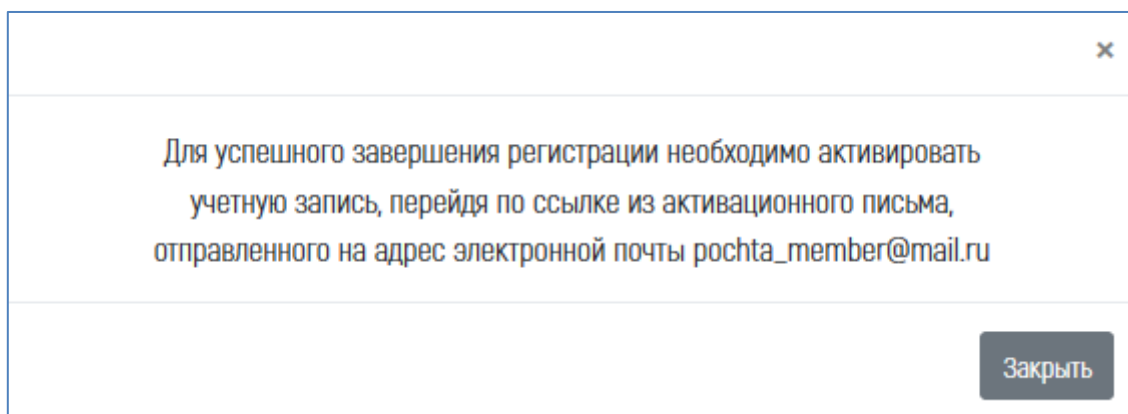 ×
Для успешного завершения регистрации необходимо активировать
учетную запись, перейдя по ссылке из активационного письма,
отправленного на адрес электронной почты pochta_member@mail.ru
Закрыть